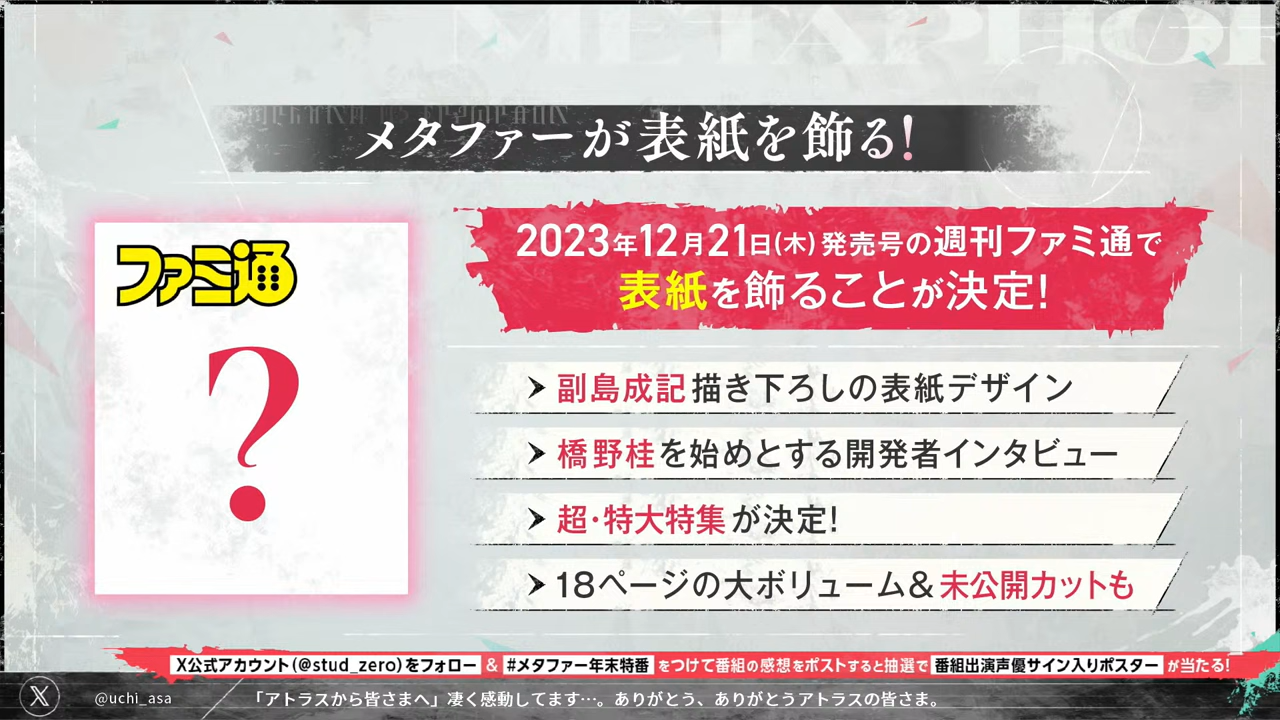 METAPHOR
メタファーが表紙を飾る!
ファミ通
?
2023年12月21日(木)発売号の週刊ファミ通で
表紙を飾ることが決定!
副島成記描き下ろしの表紙デザイン
橋野桂を始めとする開発者インタビュー
超・特大特集が決定!
18ページの大ボリューム&未公開カットも
X公式アカウント(@stud_zero)をフォロー & #メタファー年末特番 をつけて番組の感想をポストすると抽選で 番組出演声優サイン入りポスター が当たる!
X @uchi_asa 「アトラスから皆さまへ」凄く感動してます…。ありがとう、ありがとうアトラスの皆さま。